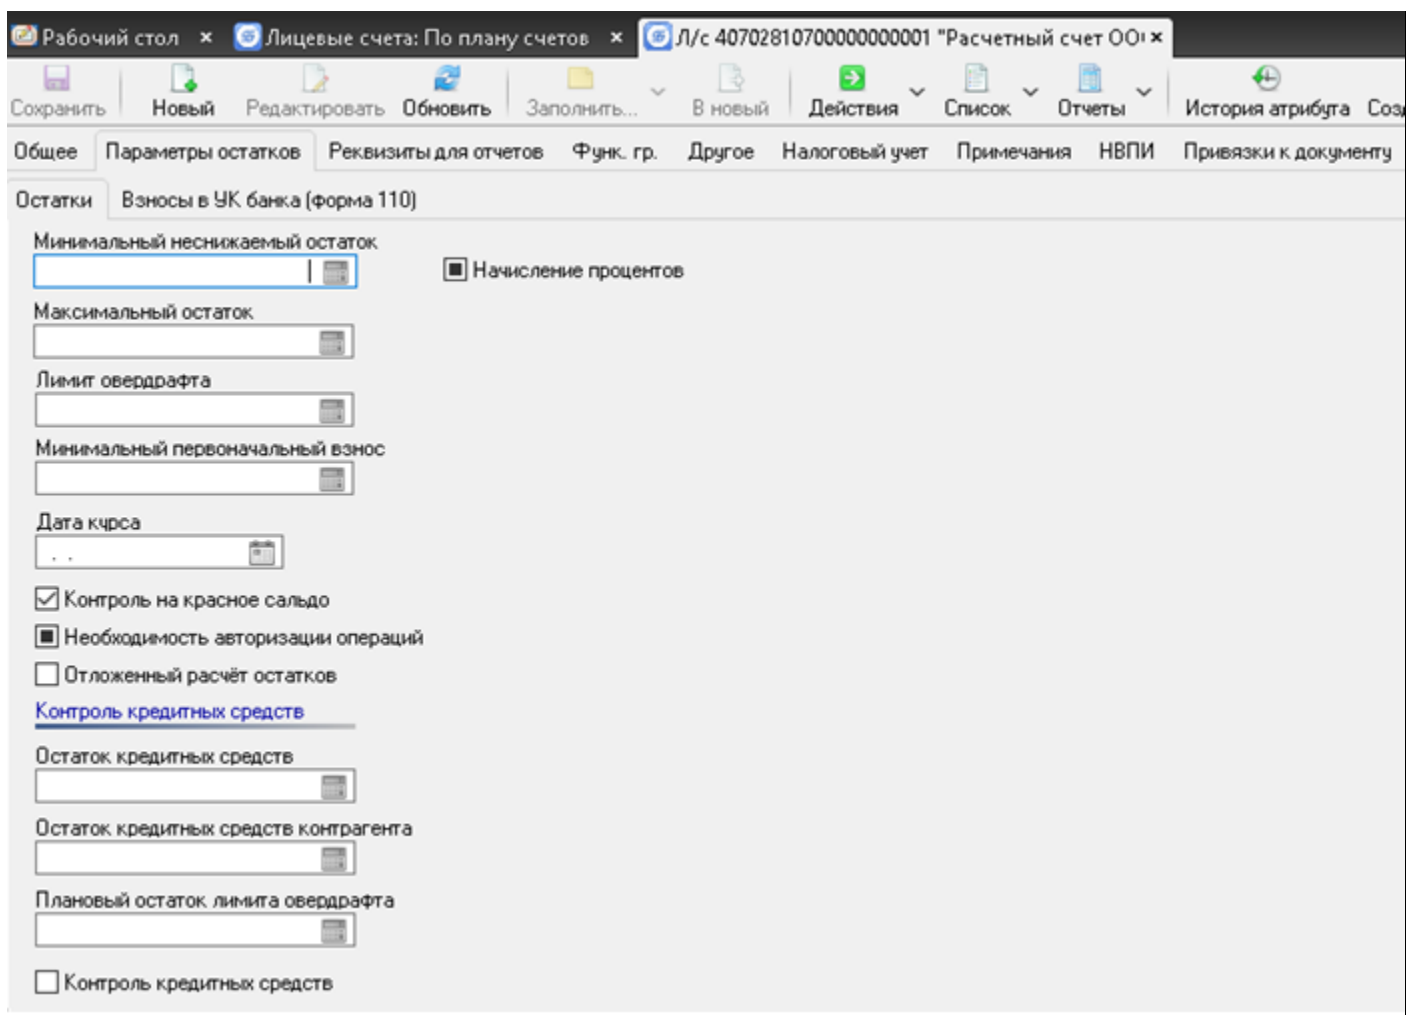 Рабочий стол × Лицевые счета: По плану счетов × Л/с 40702810700000000001 "Расчетный счет ОО ×
Сохранить Новый Редактировать Обновить Заполнить... В новый Действия Список Отчеты История атрибута Соз
Общее Параметры остатков Реквизиты для отчетов Функ. гр. Другое Налоговый учет Примечания НВПИ Привязки к документу
Остатки Взносы в УК банка (форма 110)
Минимальный неснижаемый остаток
Начисление процентов
Максимальный остаток
Лимит овердрафта
Минимальный первоначальный взнос
Дата курса
. .
Контроль на красное сальдо
Необходимость авторизации операций
Отложенный расчёт остатков
Контроль кредитных средств
Остаток кредитных средств
Остаток кредитных средств контрагента
Плановый остаток лимита овердрафта
Контроль кредитных средств